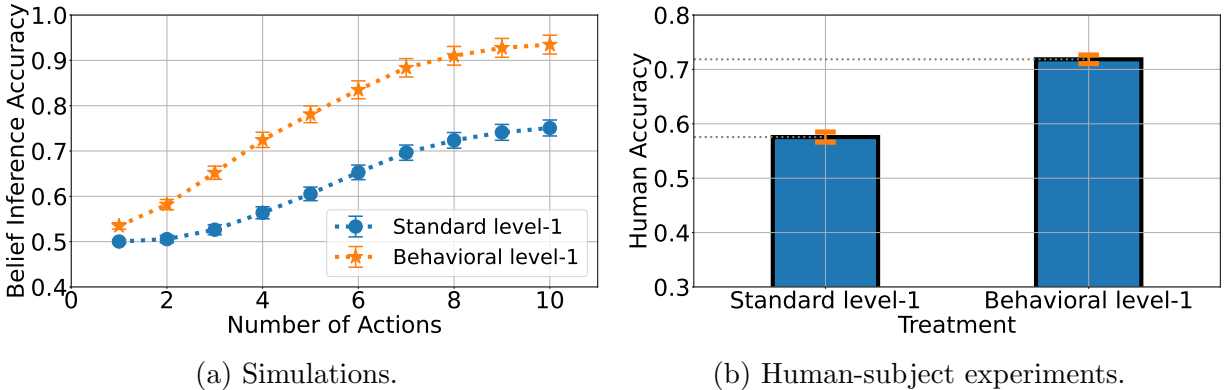 1.0
0.9
0.8
0.7
0.6
0.5
0.4
Belief Inference Accuracy
Standard level-1
Behavioral level-1
0 2 4 6 8 10
Number of Actions
(a) Simulations.
0.8
0.7
0.6
0.5
0.4
0.3
Human Accuracy
Standard level-1 Behavioral level-1
Treatment
(b) Human-subject experiments.